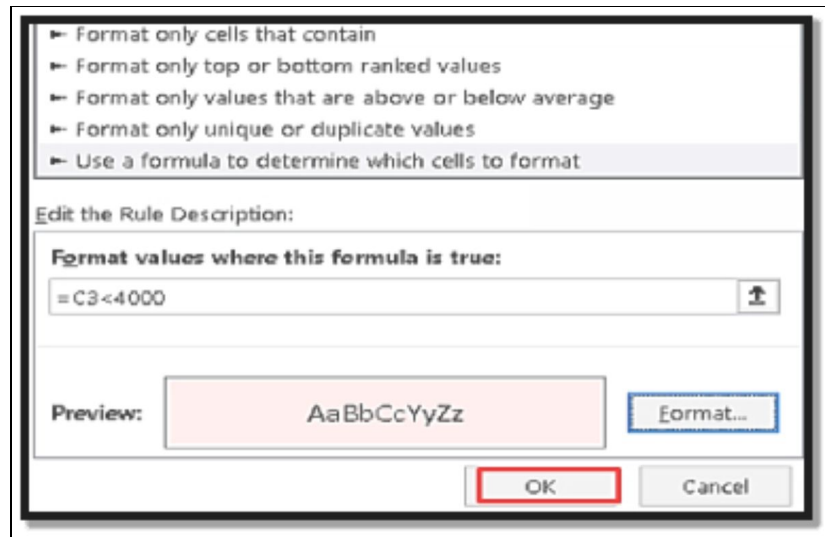 ► Format only cells that contain
► Format only top or bottom ranked values
► Format only values that are above or below average
► Format only unique or duplicate values
► Use a formula to determine which cells to format
Edit the Rule Description:
Format values where this formula is true:
=C3<4000
Preview:
AaBbCcYyZz
Format...
OK
Cancel